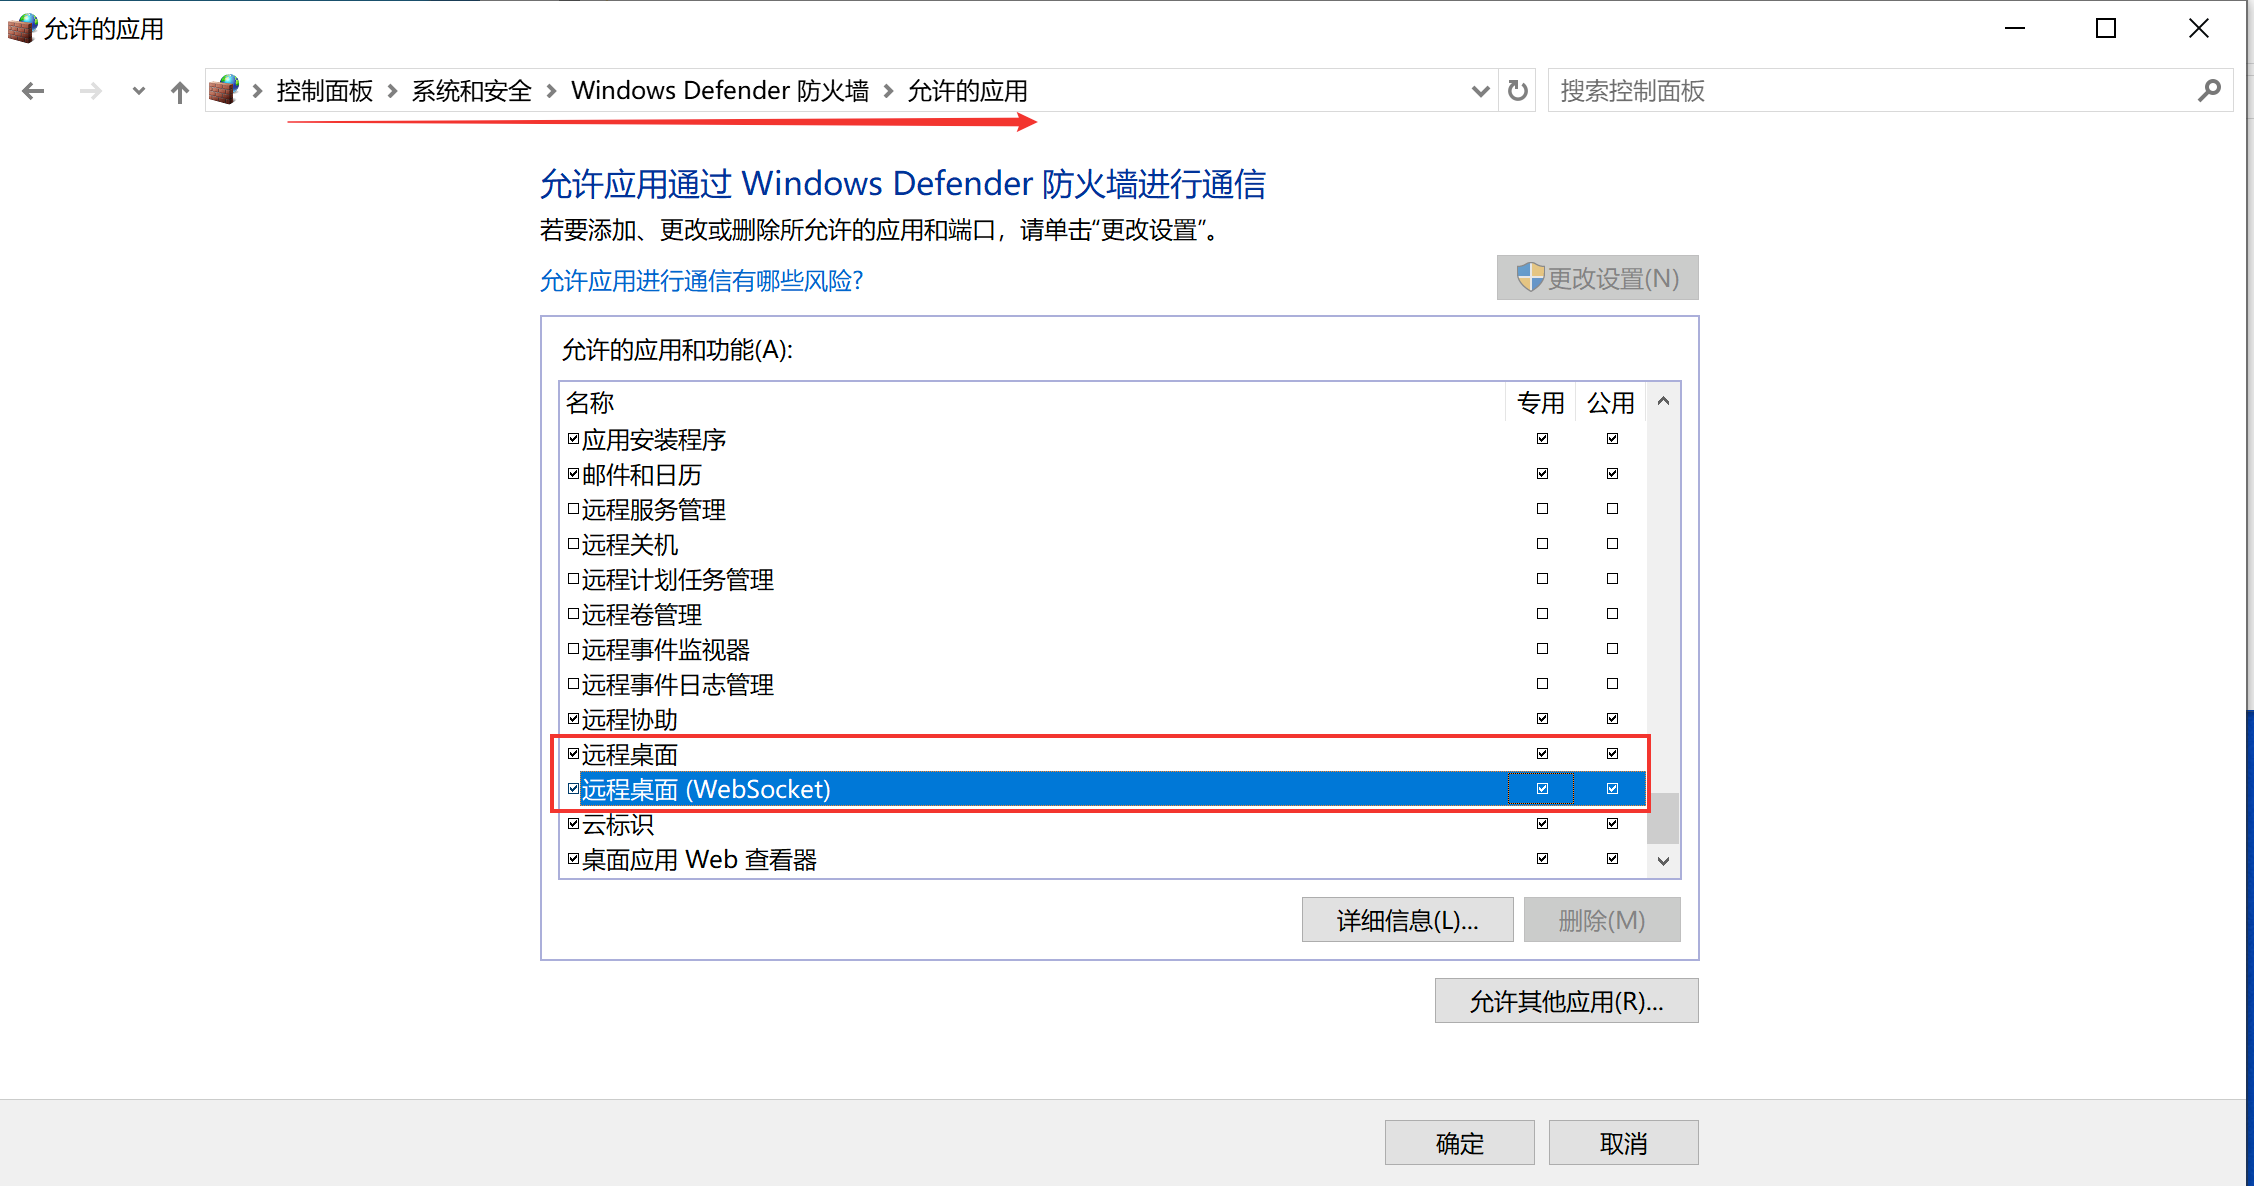 允许的应用
控制面板 系统和安全 Windows Defender 防火墙 允许的应用
搜索控制面板
允许应用通过 Windows Defender 防火墙进行通信
若要添加、更改或删除所允许的应用和端口，请单击“更改设置”。
允许应用进行通信有哪些风险?
更改设置(N)
允许的应用和功能(A):
名称 专用 公用
应用安装程序
邮件和日历
远程服务管理
远程关机
远程计划任务管理
远程卷管理
远程事件监视器
远程事件日志管理
远程协助
远程桌面
远程桌面 (WebSocket)
云标识
桌面应用 Web 查看器
详细信息(L)... 删除(M)
允许其他应用(R)...
确定 取消